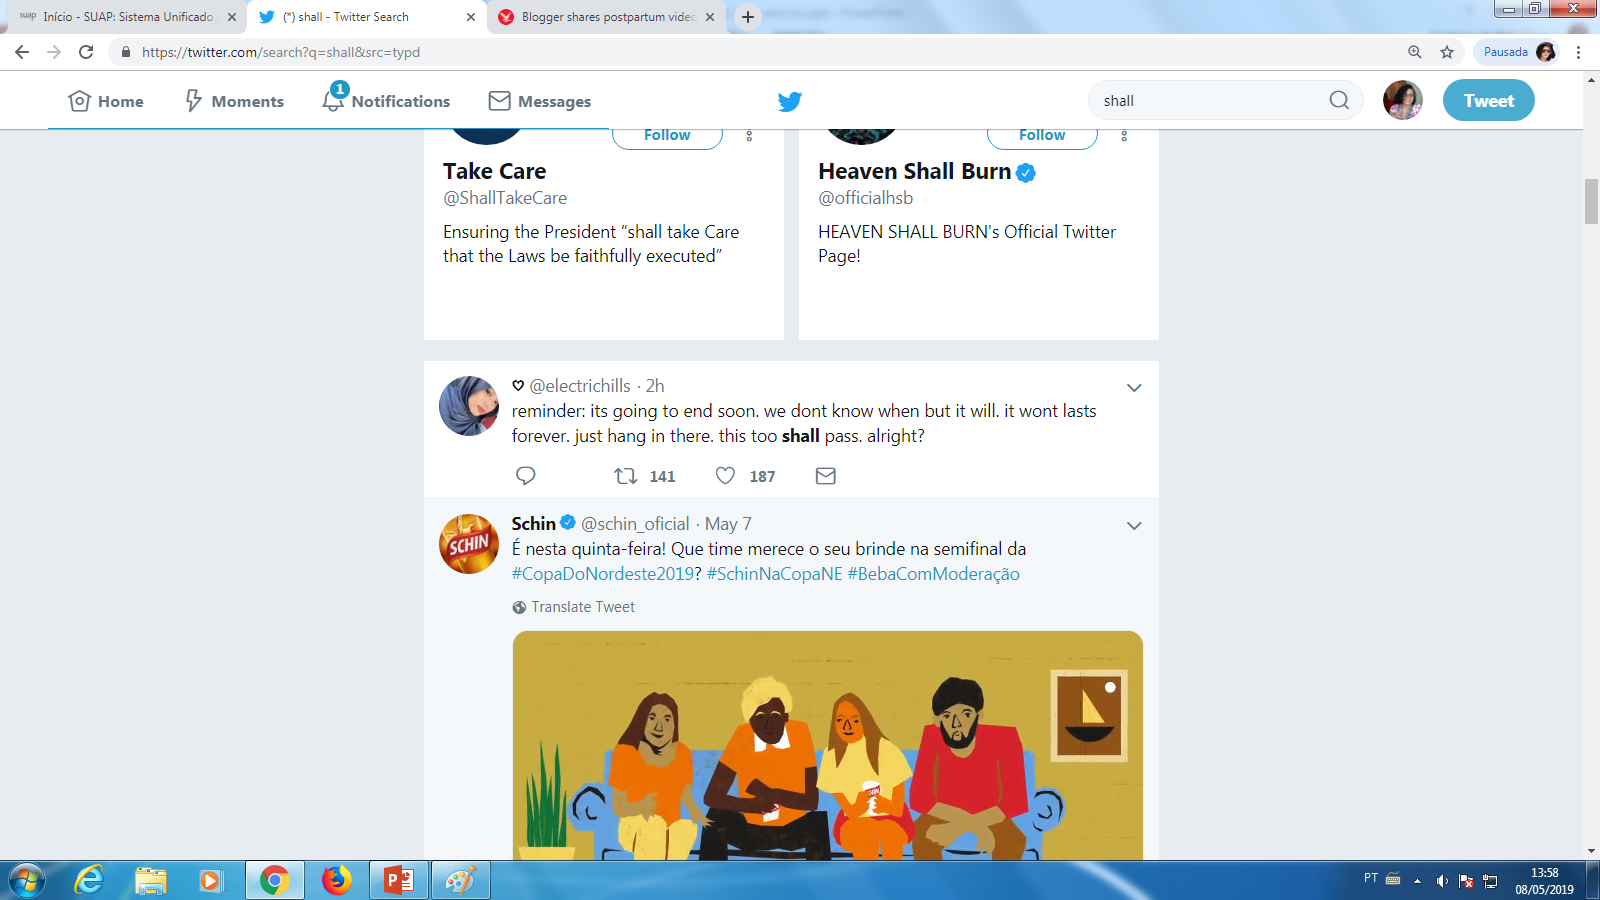 suap Início - SUAP: Sistema Unificado
(*) shall - Twitter Search
Blogger shares postpartum video
https://twitter.com/search?q=shall&src=typd
Pausada
Home
Moments
1
Notifications
Messages
shall
Tweet
Follow
Follow
Take Care
@ShallTakeCare
Ensuring the President “shall take Care
that the Laws be faithfully executed”
Heaven Shall Burn
@officialhsb
HEAVEN SHALL BURN's Official Twitter
Page!
@electrichills · 2h
reminder: its going to end soon. we dont know when but it will. it wont lasts
forever. just hang in there. this too shall pass. alright?
141
187
SCHIN
Schin @schin_oficial · May 7
É nesta quinta-feira! Que time merece o seu brinde na semifinal da
#CopaDoNordeste2019? #SchinNaCopaNE #BebaComModeração
Translate Tweet
PT
13:58
08/05/2019